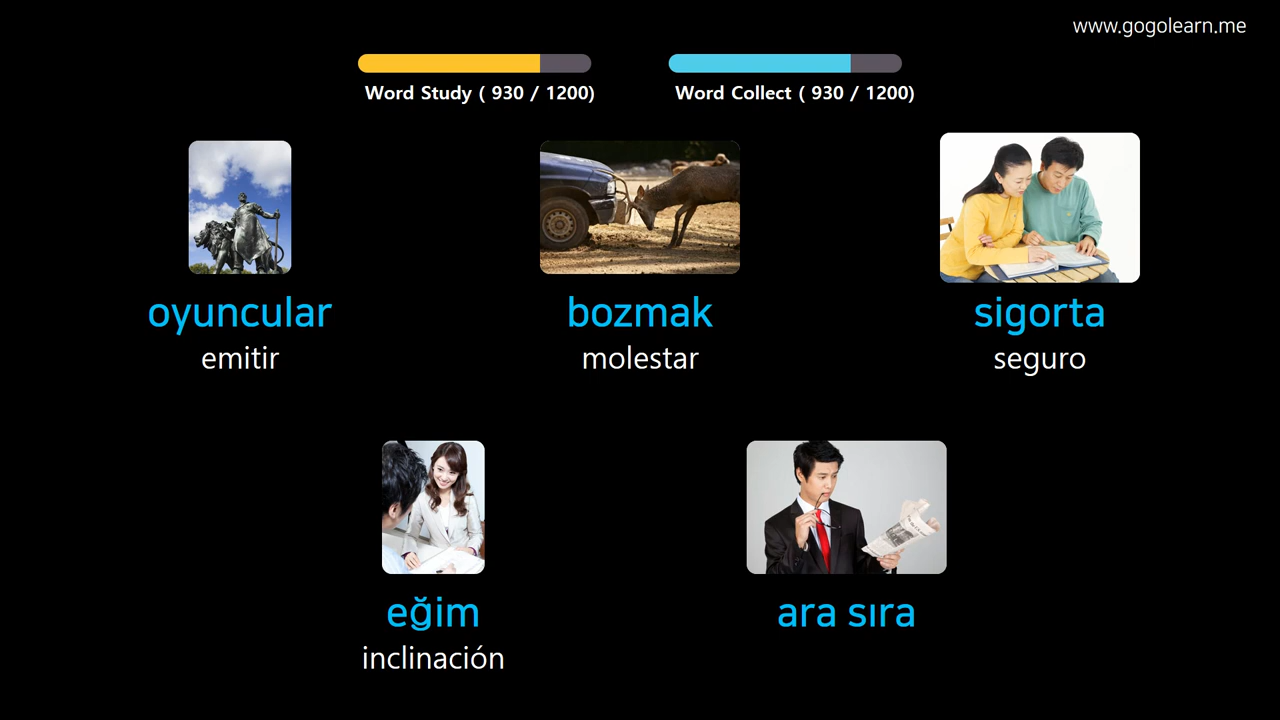 www.gogolearn.me
Word Study ( 930 / 1200)
Word Collect ( 930 / 1200)
oyuncular
emitir
bozmak
molestar
sigorta
seguro
eğim
inclinación
ara sıra